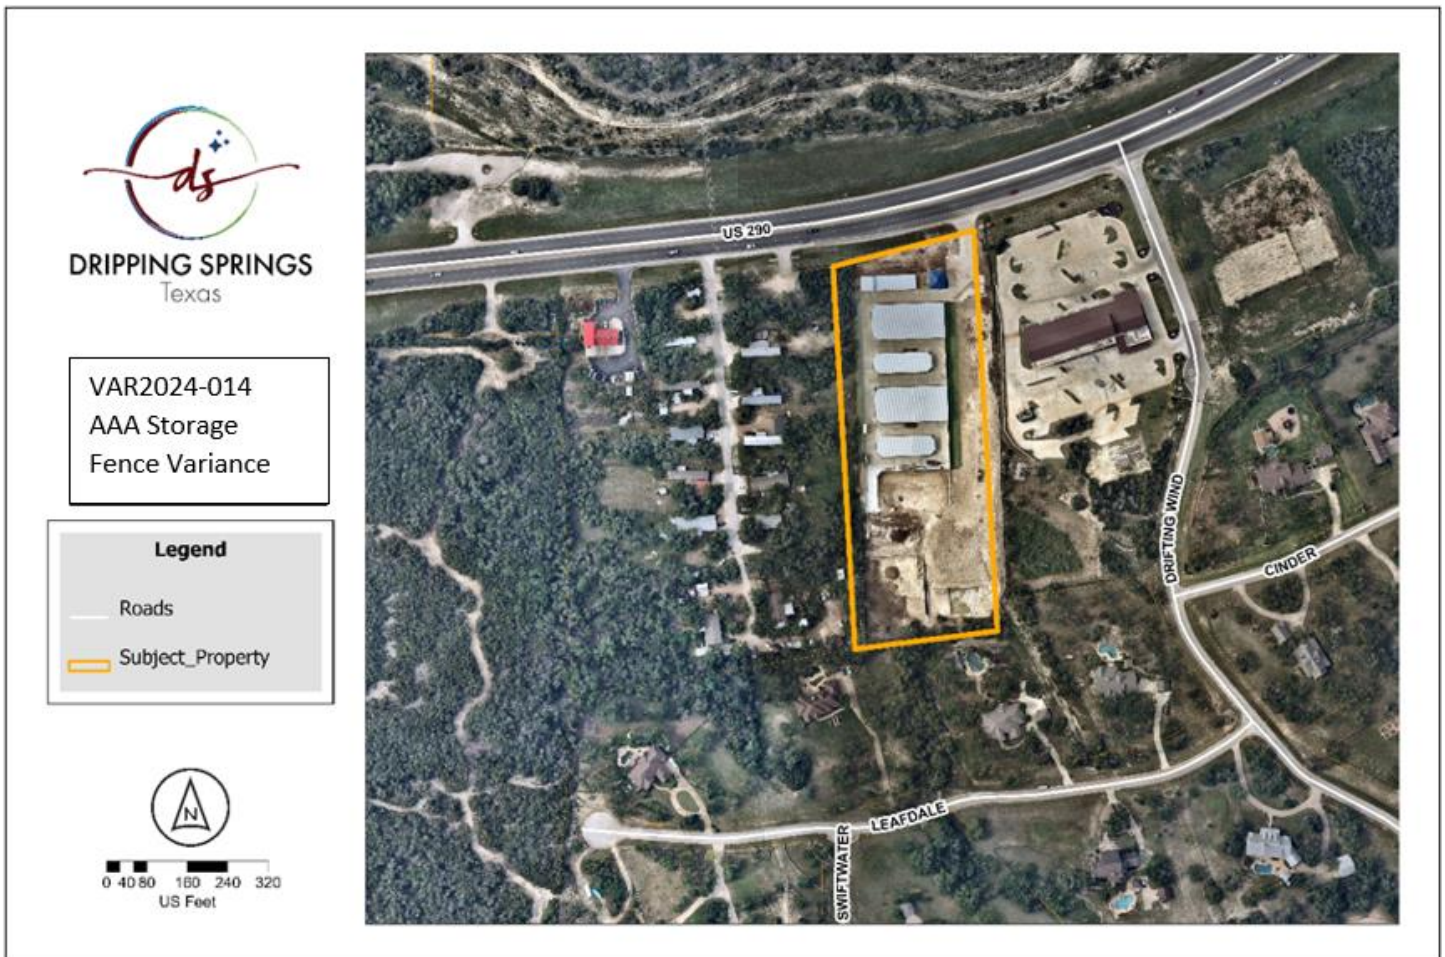 ds
DRIPPING SPRINGS
Texas
VAR2024-014
AAA Storage
Fence Variance
Legend
Roads
Subject_Property
N
0 40 80 160 240 320
US Feet
US 290
DRIFTING WIND
CINDER
LEAFDALE
SWIFTWATER